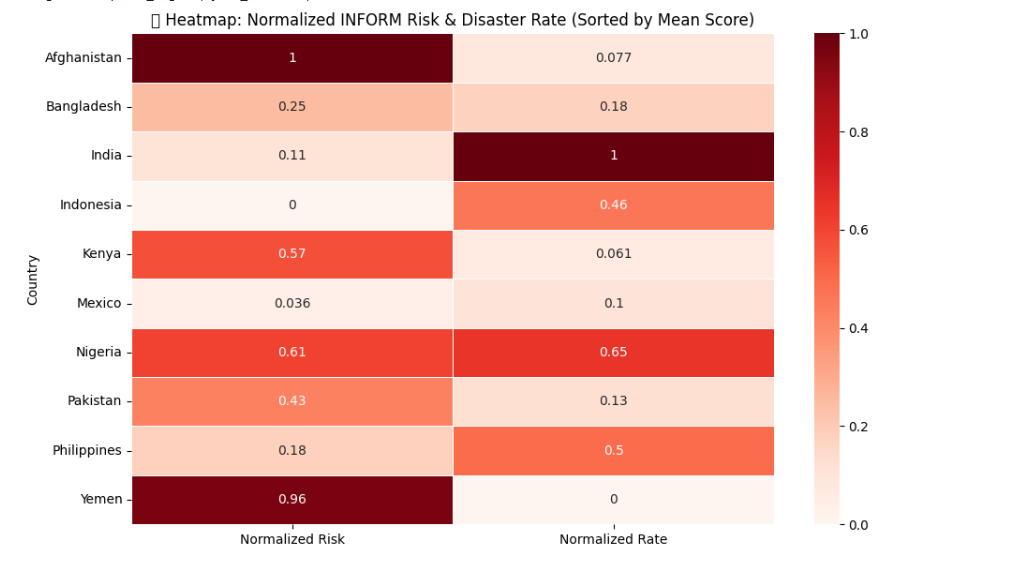 Heatmap: Normalized INFORM Risk & Disaster Rate (Sorted by Mean Score)
Country
Afghanistan 1 0.077
Bangladesh 0.25 0.18
India 0.11 1
Indonesia 0 0.46
Kenya 0.57 0.061
Mexico 0.036 0.1
Nigeria 0.61 0.65
Pakistan 0.43 0.13
Philippines 0.18 0.5
Yemen 0.96 0
Normalized Risk Normalized Rate
1.0
0.8
0.6
0.4
0.2
0.0